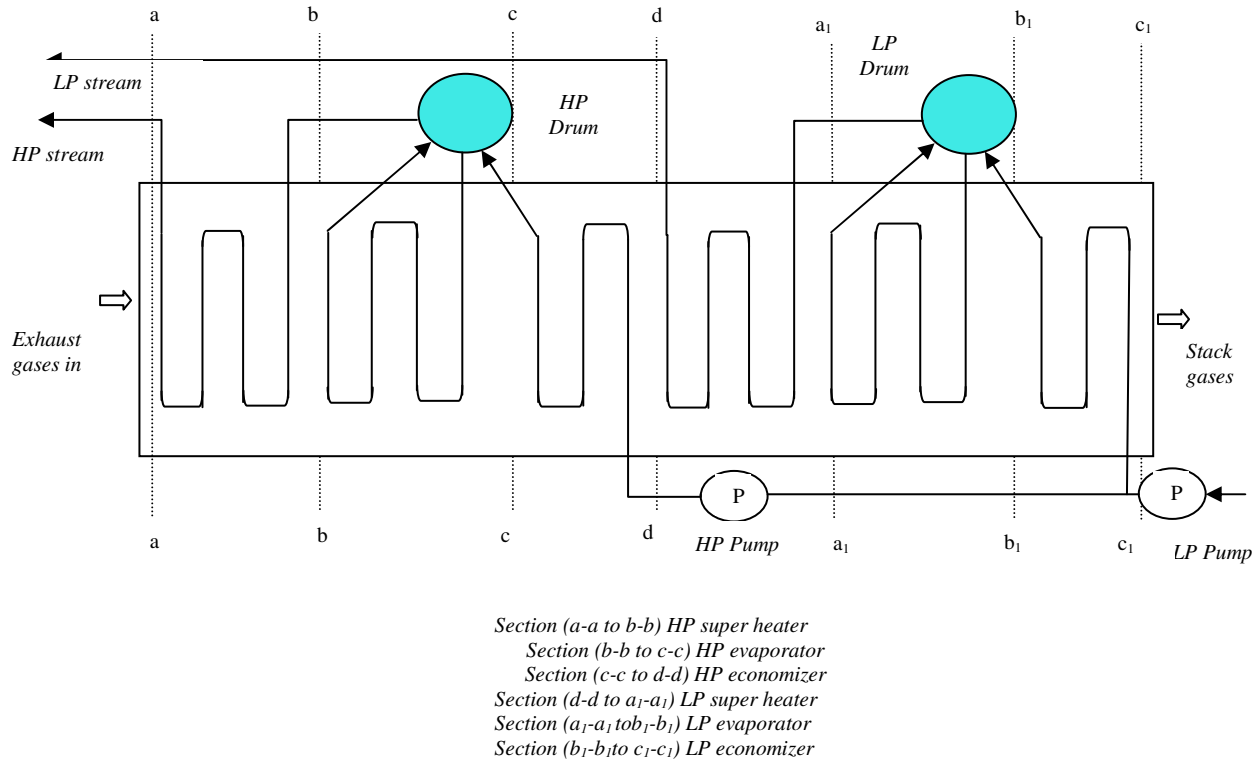 a b c d a₁ b₁ c₁
LP stream
HP stream
HP
Drum
LP
Drum
Exhaust
gases in
Stack
gases
P
P
a b c d HP Pump a₁ b₁ c₁ LP Pump
Section (a-a to b-b) HP super heater
Section (b-b to c-c) HP evaporator
Section (c-c to d-d) HP economizer
Section (d-d to a₁-a₁) LP super heater
Section (a₁-a₁ tob₁-b₁) LP evaporator
Section (b₁-b₁to c₁-c₁) LP economizer